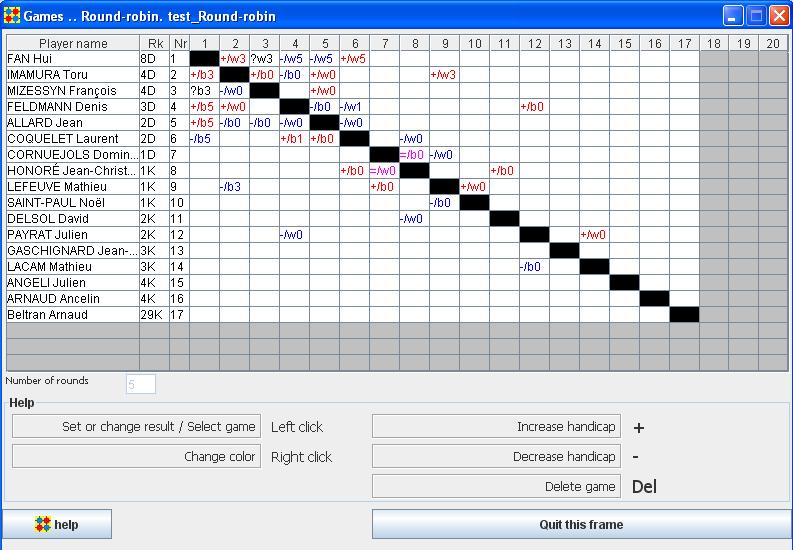 Games .. Round-robin. test_Round-robin
Player name Rk Nr 1 2 3 4 5 6 7 8 9 10 11 12 13 14 15 16 17 18 19 20
FAN Hui 8D 1 +/w3 ?w3 -/w5 -/w5 +/w5
IMAMURA Toru 4D 2 +/b3 +/b0 -/b0 +/w0 +/w3
MIZESSYN François 4D 3 ?b3 -/w0 +/w0
FELDMANN Denis 3D 4 +/b5 +/w0 -/b0 -/w1 +/b0
ALLARD Jean 2D 5 +/b5 -/b0 -/b0 -/w0 -/w0
COQUELET Laurent 2D 6 -/b5 +/b1 +/b0 -/w0
CORNUEJOLS Domin... 1D 7 =/b0 -/w0
HONORÉ Jean-Christ... 1K 8 +/b0 =/w0 +/b0
LEFEUVE Mathieu 1K 9 -/b3 +/b0 +/w0
SAINT-PAUL Noël 1K 10 -/b0
DELSOL David 2K 11 -/w0
PAYRAT Julien 2K 12 -/w0 +/w0
GASCHIGNARD Jean-... 3K 13
LACAM Mathieu 3K 14 -/b0
ANGELI Julien 4K 15
ARNAUD Ancelin 4K 16
Beltran Arnaud 29K 17
Number of rounds 5
Help
Set or change result / Select game Left click Increase handicap +
Change color Right click Decrease handicap -
Delete game Del
help Quit this frame